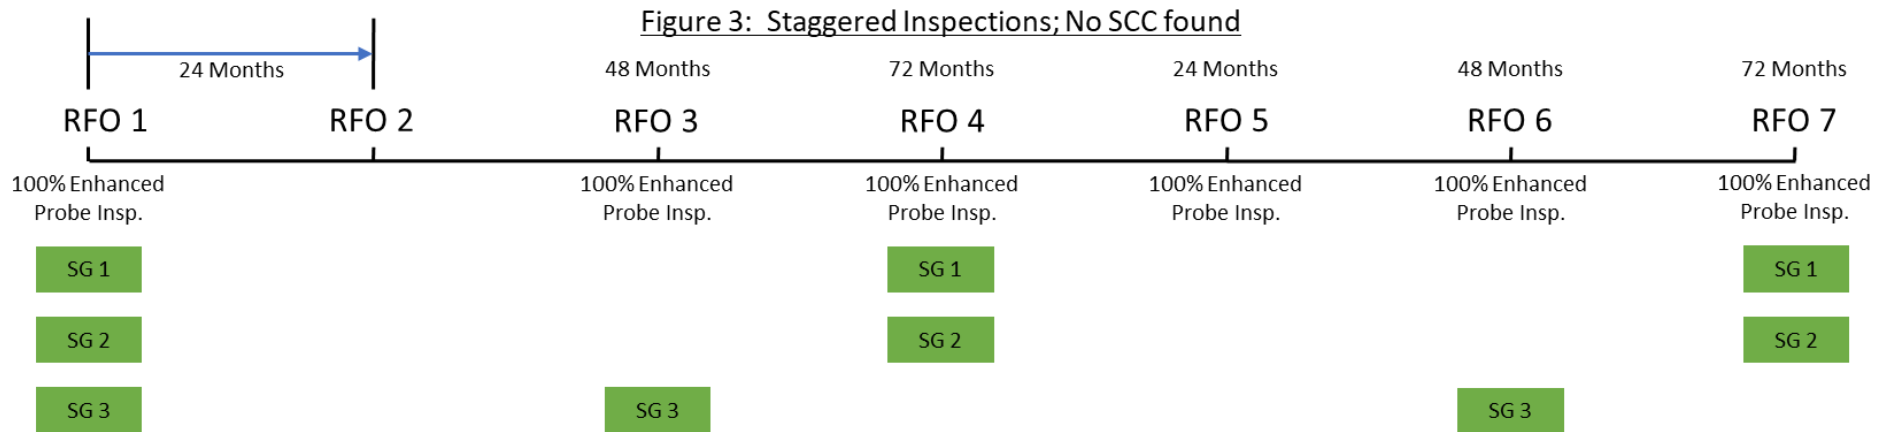 Figure 3: Staggered Inspections; No SCC found
24 Months
48 Months
72 Months
24 Months
48 Months
72 Months
RFO 1
RFO 2
RFO 3
RFO 4
RFO 5
RFO 6
RFO 7
100% Enhanced
Probe Insp.
100% Enhanced
Probe Insp.
100% Enhanced
Probe Insp.
100% Enhanced
Probe Insp.
100% Enhanced
Probe Insp.
100% Enhanced
Probe Insp.
SG 1
SG 1
SG 1
SG 2
SG 2
SG 2
SG 3
SG 3
SG 3